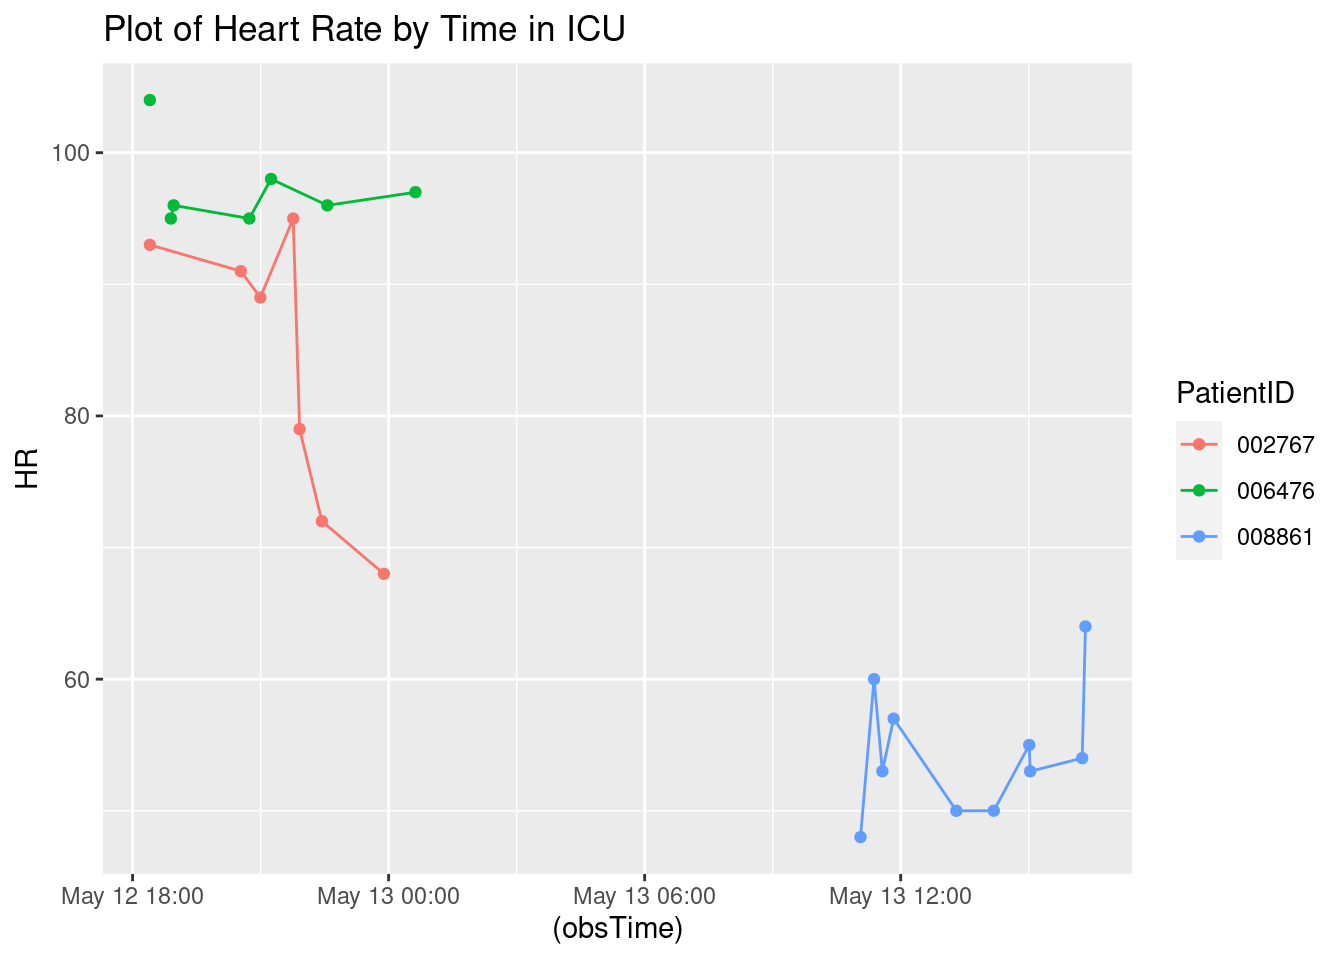 Plot of Heart Rate by Time in ICU
100
80
60
HR
May 12 18:00
May 13 00:00
May 13 06:00
May 13 12:00
(obsTime)
PatientID
002767
006476
008861